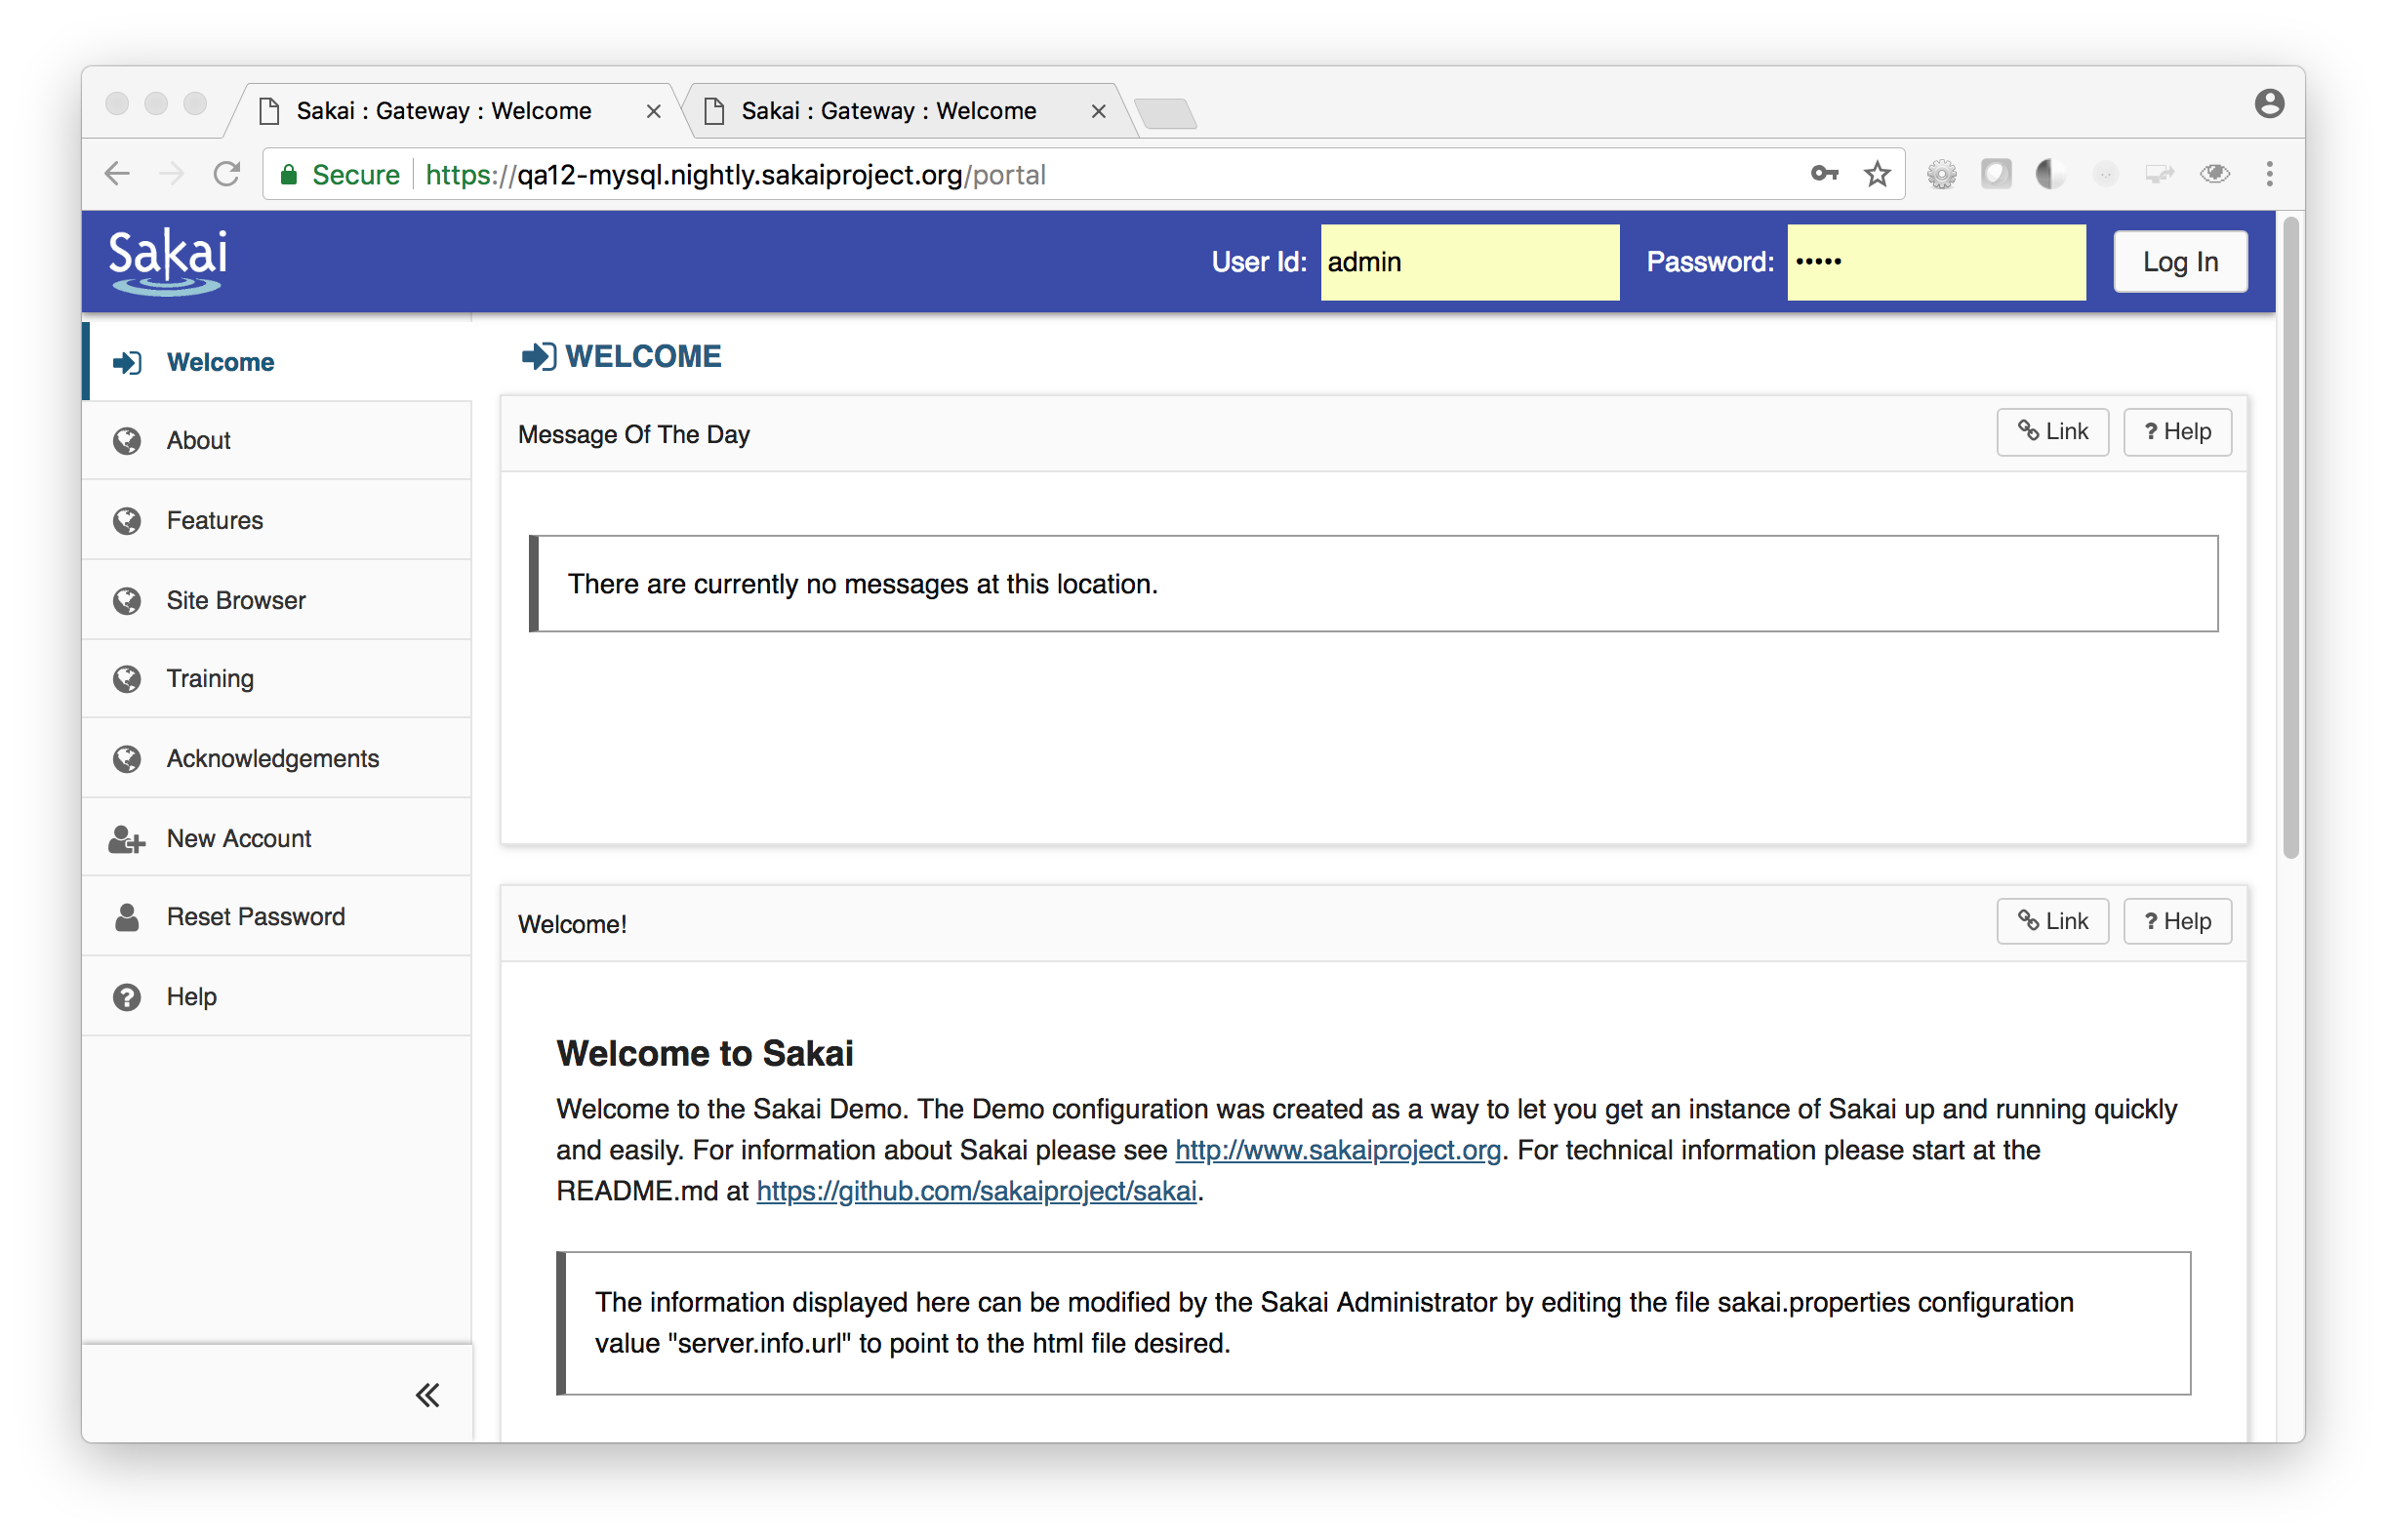 Sakai : Gateway : Welcome
Sakai : Gateway : Welcome
Secure https://qa12-mysql.nightly.sakaiproject.org/portal
Sakai
User Id: admin Password: ••••• Log In
Welcome
About
Features
Site Browser
Training
Acknowledgements
New Account
Reset Password
? Help
WELCOME
Message Of The Day
Link
? Help
There are currently no messages at this location.
Welcome!
Link
? Help
Welcome to Sakai
Welcome to the Sakai Demo. The Demo configuration was created as a way to let you get an instance of Sakai up and running quickly
and easily. For information about Sakai please see http://www.sakaiproject.org. For technical information please start at the
README.md at https://github.com/sakaiproject/sakai.
The information displayed here can be modified by the Sakai Administrator by editing the file sakai.properties configuration
value "server.info.url" to point to the html file desired.